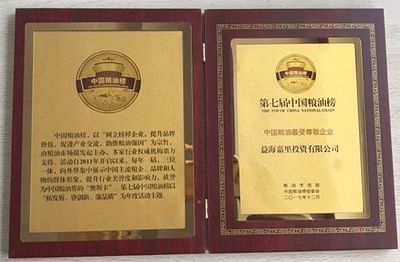 中国粮油榜
中国粮油榜，以“树立榜样企业，提升品牌
价值，促进产业交流，助推粮油强国”为宗旨，
由粮油市场报发起主办，多家行业权威机构鼎力
支持，活动自2011年开启以来，每年一届，三位
一体，向外界集中展示中国主流粮企、品牌和人
物的群体形象，提升行业美誉度和影响力，被誉
为中国粮油界的“奥斯卡”。第七届中国粮油榜以
“拓发展、睿创新、强品质”为年度活动主题。
中国粮油榜
第七届中国粮油榜
THE TOP OF CHINA NATIONAL GRAIN
中国粮油最受尊敬企业
益海嘉里投资有限公司
粮油市场报
中国粮油榜组委会
二〇一七年十二月